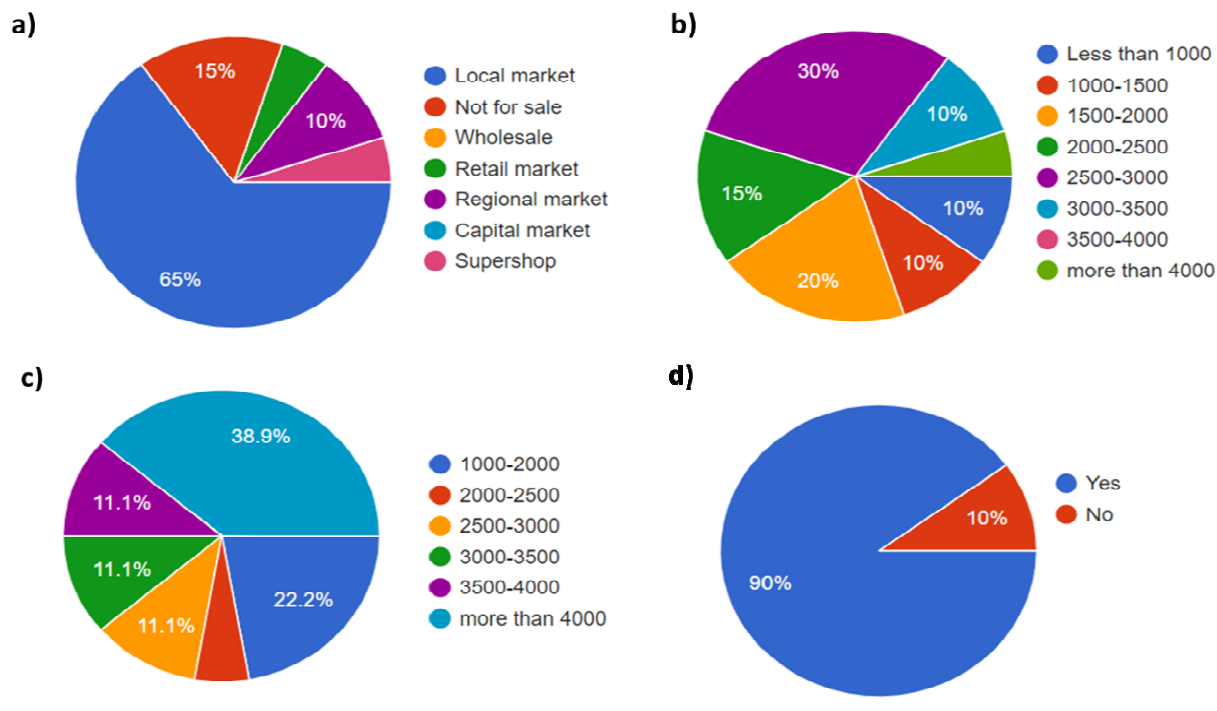 a)
15%
10%
65%
Local market
Not for sale
Wholesale
Retail market
Regional market
Capital market
Supershop
b)
30%
10%
15%
10%
20%
10%
Less than 1000
1000-1500
1500-2000
2000-2500
2500-3000
3000-3500
3500-4000
more than 4000
c)
38.9%
11.1%
11.1%
11.1%
22.2%
1000-2000
2000-2500
2500-3000
3000-3500
3500-4000
more than 4000
d)
10%
90%
Yes
No